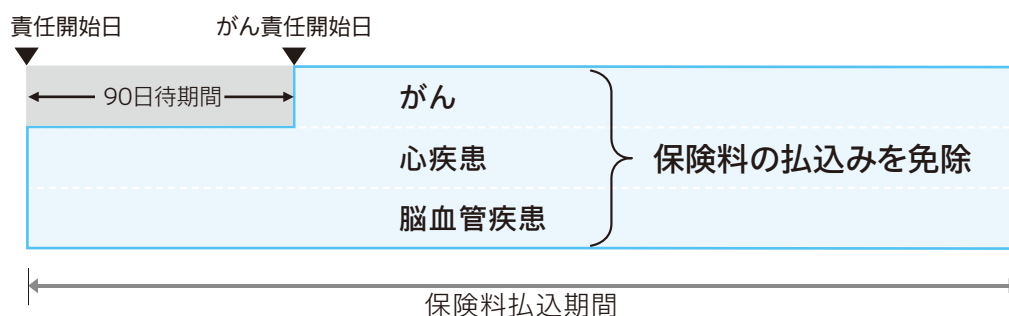 責任開始日
がん責任開始日
90日待期間
がん
心疾患
保険料の払込みを免除
脳血管疾患
保険料払込期間